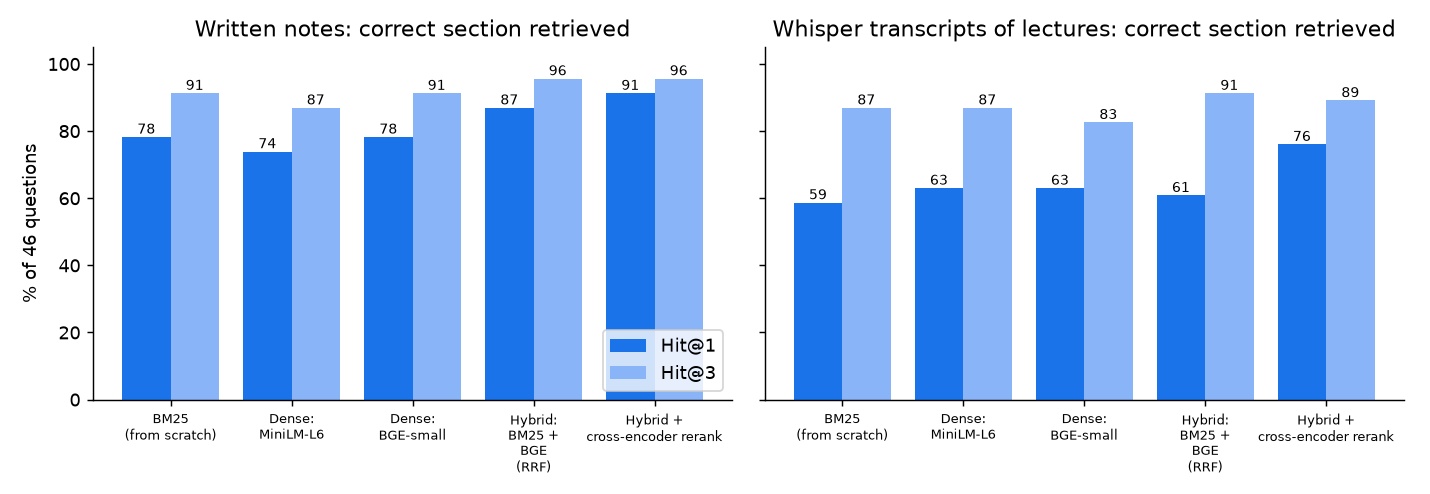 Written notes: correct section retrieved
% of 46 questions
100
80
60
40
20
0
78
91
74
87
78
91
87
96
91
96
Hit@1
Hit@3
BM25
(from scratch)
Dense:
MiniLM-L6
Dense:
BGE-small
Hybrid:
BM25 +
BGE
(RRF)
Hybrid +
cross-encoder rerank
Whisper transcripts of lectures: correct section retrieved
59
87
63
87
63
83
61
91
76
89
BM25
(from scratch)
Dense:
MiniLM-L6
Dense:
BGE-small
Hybrid:
BM25 +
BGE
(RRF)
Hybrid +
cross-encoder rerank